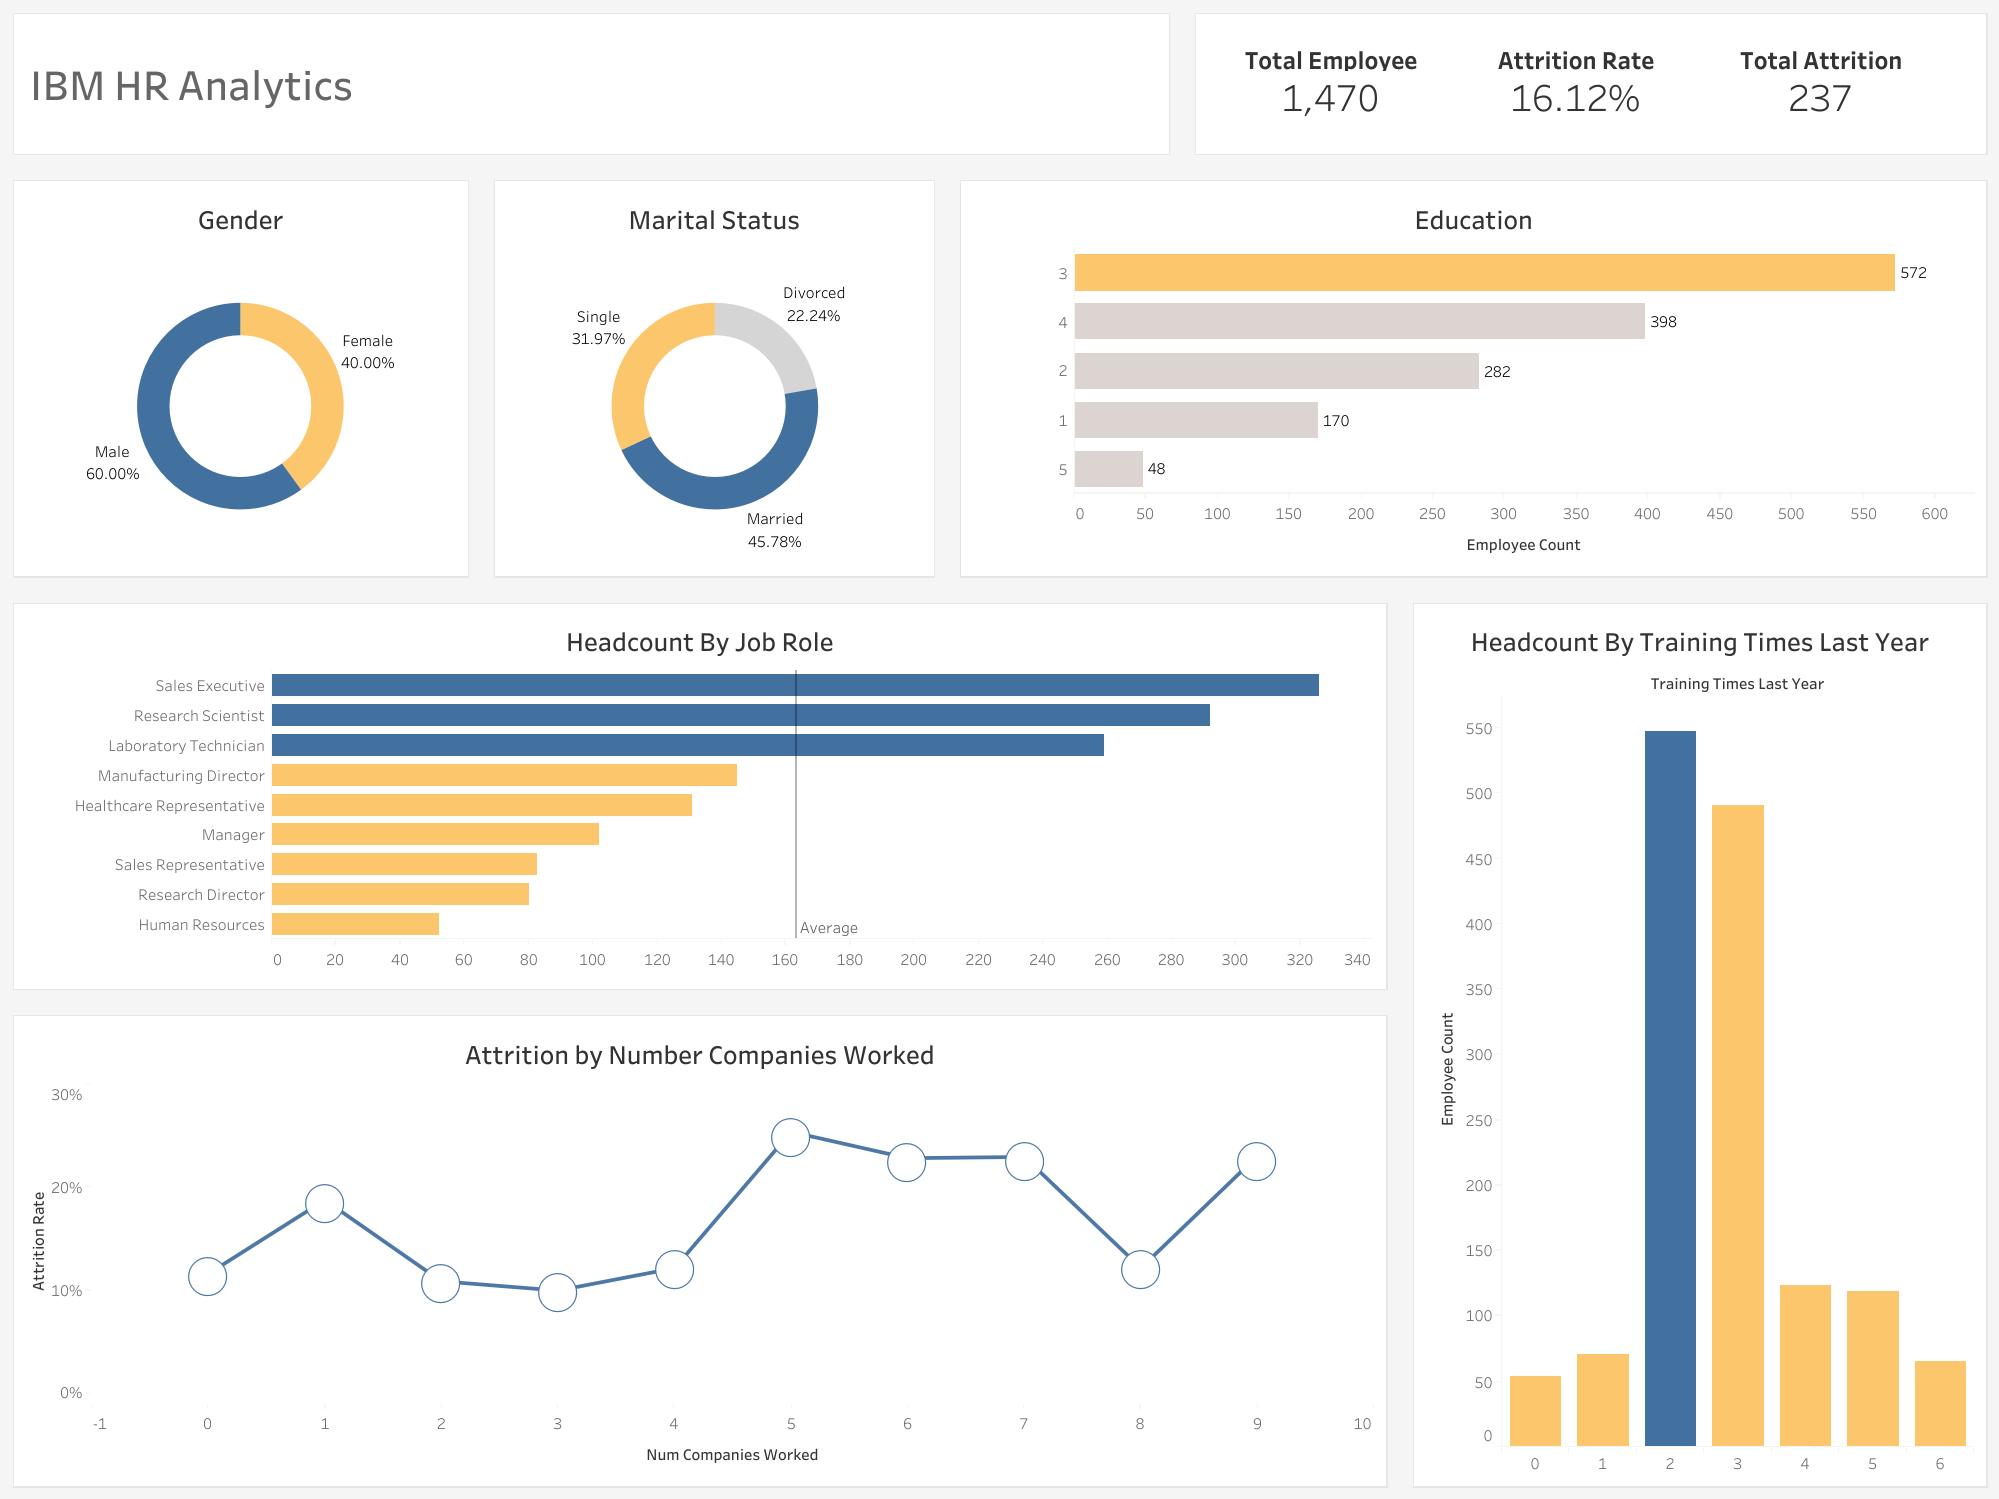 IBM HR Analytics
Total Employee
1,470
Attrition Rate
16.12%
Total Attrition
237
Gender
Female
40.00%
Male
60.00%
Marital Status
Divorced
22.24%
Single
31.97%
Married
45.78%
Education
3 572
4 398
2 282
1 170
5 48
0 50 100 150 200 250 300 350 400 450 500 550 600
Employee Count
Headcount By Job Role
Sales Executive
Research Scientist
Laboratory Technician
Manufacturing Director
Healthcare Representative
Manager
Sales Representative
Research Director
Human Resources
Average
0 20 40 60 80 100 120 140 160 180 200 220 240 260 280 300 320 340
Headcount By Training Times Last Year
Training Times Last Year
550
500
450
400
350
300
250
200
150
100
50
0
Employee Count
0 1 2 3 4 5 6
Attrition by Number Companies Worked
30%
20%
10%
0%
Attrition Rate
-1 0 1 2 3 4 5 6 7 8 9 10
Num Companies Worked